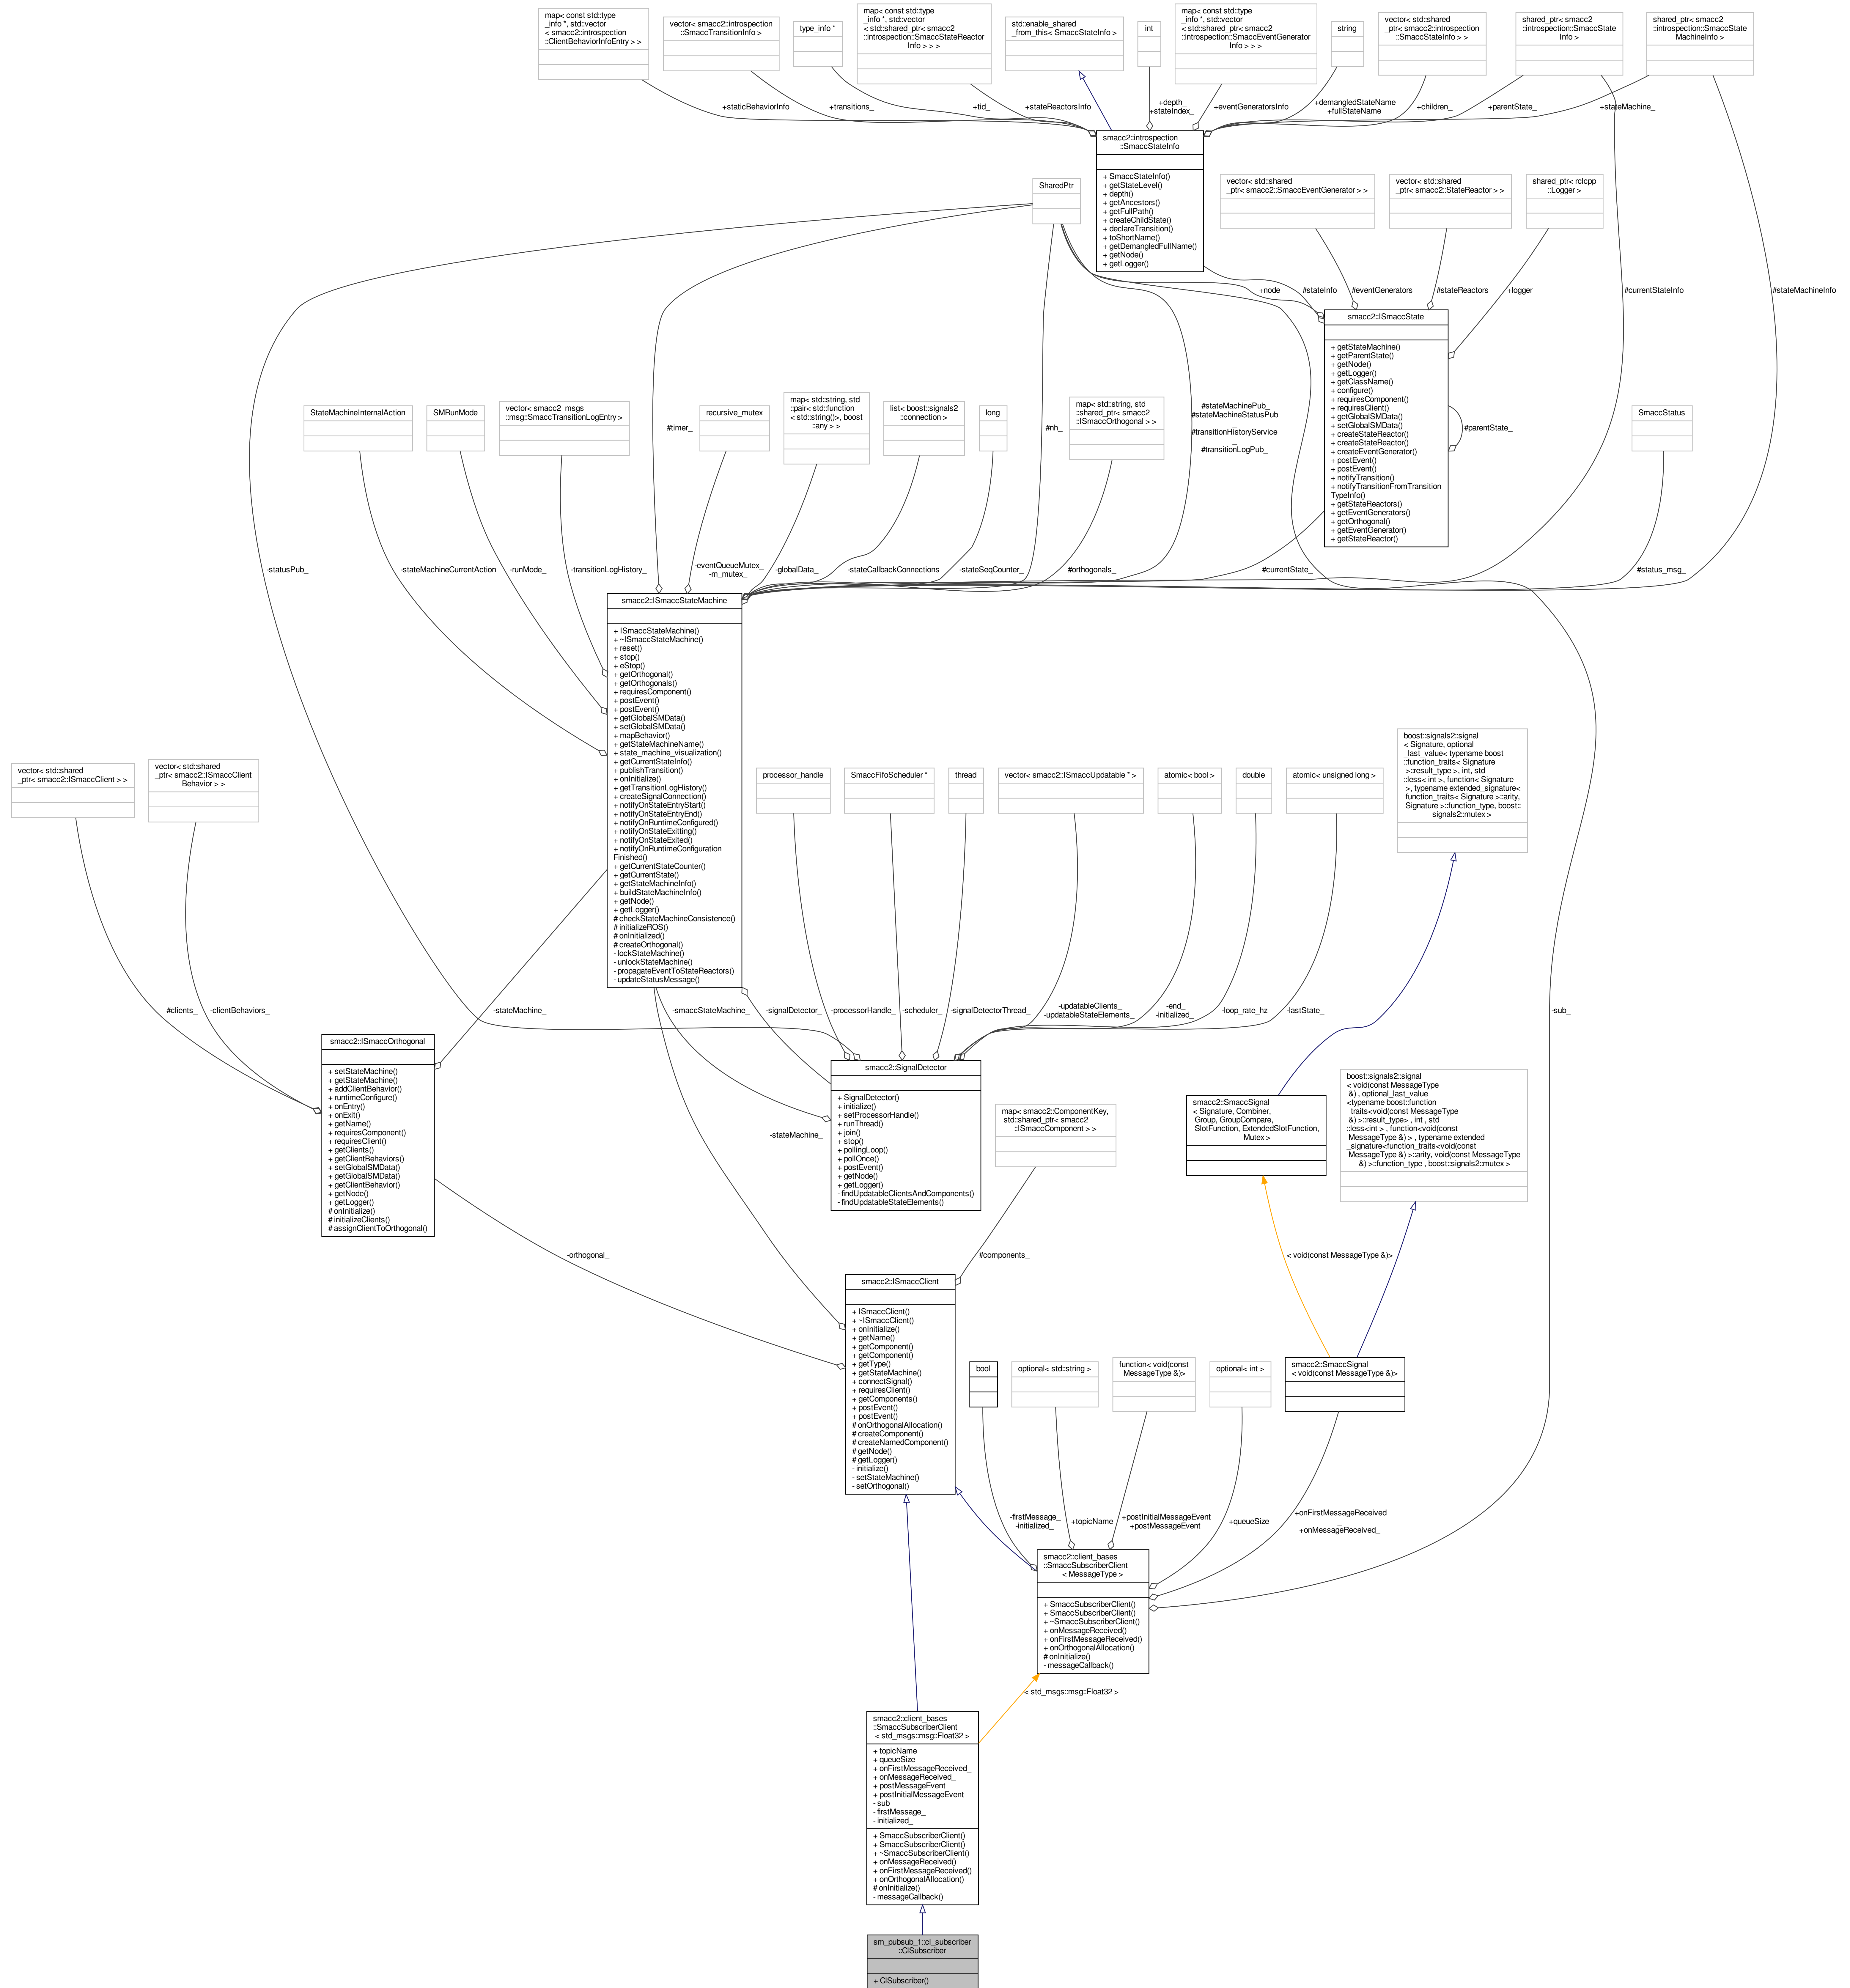 map< const std::type
_info *, std::vector
< smacc2::introspection
::ClientBehaviorInfoEntry > >
vector< smacc2::introspection
::SmaccTransitionInfo >
type_info *
map< const std::type
_info *, std::vector
< std::shared_ptr< smacc2
::introspection::SmaccStateReactor
Info > > >
std::enable_shared
_from_this< SmaccStateInfo >
int
map< const std::type
_info *, std::vector
< std::shared_ptr< smacc2
::introspection::SmaccEventGenerator
Info > > >
string
vector< std::shared
_ptr< smacc2::introspection
::SmaccStateInfo > >
shared_ptr< smacc2
::introspection::SmaccState
Info >
shared_ptr< smacc2
::introspection::SmaccState
MachineInfo >
+staticBehaviorInfo
+transitions_
+tid_
+stateReactorsInfo
+depth_
+stateIndex_
+eventGeneratorsInfo
+demangledStateName
+fullStateName
+children_
+parentState_
+stateMachine_
smacc2::introspection
::SmaccStateInfo
+ SmaccStateInfo()
+ getStateLevel()
+ depth()
+ getAncestors()
+ getFullPath()
+ createChildState()
+ declareTransition()
+ toShortName()
+ getDemangledFullName()
+ getNode()
+ getLogger()
SharedPtr
vector< std::shared
_ptr< smacc2::SmaccEventGenerator > >
vector< std::shared
_ptr< smacc2::StateReactor > >
shared_ptr< rclcpp
::Logger >
+node_
#stateInfo_
#eventGenerators_
#stateReactors_
+logger_
#currentStateInfo_
#stateMachineInfo_
smacc2::ISmaccState
+ getStateMachine()
+ getParentState()
+ getNode()
+ getLogger()
+ getClassName()
+ configure()
+ requiresComponent()
+ requiresClient()
+ getGlobalSMData()
+ setGlobalSMData()
+ createStateReactor()
+ createStateReactor()
+ createEventGenerator()
+ postEvent()
+ postEvent()
+ notifyTransition()
+ notifyTransitionFromTransition
TypeInfo()
+ getStateReactors()
+ getEventGenerators()
+ getOrthogonal()
+ getEventGenerator()
+ getStateReactor()
#parentState_
StateMachineInternalAction
SMRunMode
vector< smacc2_msgs
::msg::SmaccTransitionLogEntry >
#timer_
recursive_mutex
map< std::string, std
::pair< std::function
< std::string()>, boost
::any > >
list< boost::signals2
::connection >
long
#nh_
map< std::string, std
::shared_ptr< smacc2
::ISmaccOrthogonal > >
#stateMachinePub_
#stateMachineStatusPub
_
#transitionHistoryService
_
#transitionLogPub_
SmaccStatus
-statusPub_
-stateMachineCurrentAction
-runMode_
-transitionLogHistory_
-eventQueueMutex_
-m_mutex_
-globalData_
-stateCallbackConnections
-stateSeqCounter_
#orthogonals_
#currentState_
#status_msg_
smacc2::ISmaccStateMachine
+ ISmaccStateMachine()
+ ~ISmaccStateMachine()
+ reset()
+ stop()
+ eStop()
+ getOrthogonal()
+ getOrthogonals()
+ requiresComponent()
+ postEvent()
+ postEvent()
+ getGlobalSMData()
+ setGlobalSMData()
+ mapBehavior()
+ getStateMachineName()
+ state_machine_visualization()
+ getCurrentStateInfo()
+ publishTransition()
+ onInitialize()
+ getTransitionLogHistory()
+ createSignalConnection()
+ notifyOnStateEntryStart()
+ notifyOnStateEntryEnd()
+ notifyOnRuntimeConfigured()
+ notifyOnStateExitting()
+ notifyOnStateExited()
+ notifyOnRuntimeConfiguration
Finished()
+ getCurrentStateCounter()
+ getCurrentState()
+ getStateMachineInfo()
+ buildStateMachineInfo()
+ getNode()
+ getLogger()
# checkStateMachineConsistence()
# initializeROS()
# onInitialized()
# createOrthogonal()
- lockStateMachine()
- unlockStateMachine()
- propagateEventToStateReactors()
- updateStatusMessage()
vector< std::shared
_ptr< smacc2::ISmaccClient > >
vector< std::shared
_ptr< smacc2::ISmaccClient
Behavior > >
processor_handle
SmaccFifoScheduler *
thread
vector< smacc2::ISmaccUpdatable * >
atomic< bool >
double
atomic< unsigned long >
boost::signals2::signal
< Signature, optional
_last_value< typename boost
::function_traits< Signature
>::result_type >, int, std
::less< int >, function< Signature
>, typename extended_signature<
function_traits< Signature >::arity,
Signature >::function_type, boost::
signals2::mutex >
#clients_
-clientBehaviors_
-stateMachine_
-smaccStateMachine_
-signalDetector_
-processorHandle_
-scheduler_
-signalDetectorThread_
-updatableClients_
-updatableStateElements_
-end_
-initialized_
-loop_rate_hz
-lastState_
-sub_
smacc2::ISmaccOrthogonal
+ setStateMachine()
+ getStateMachine()
+ addClientBehavior()
+ runtimeConfigure()
+ onEntry()
+ onExit()
+ getName()
+ requiresComponent()
+ requiresClient()
+ getClients()
+ getClientBehaviors()
+ setGlobalSMData()
+ getGlobalSMData()
+ getClientBehavior()
+ getNode()
+ getLogger()
# onInitialize()
# initializeClients()
# assignClientToOrthogonal()
smacc2::SignalDetector
+ SignalDetector()
+ initialize()
+ setProcessorHandle()
+ runThread()
+ join()
+ stop()
+ pollingLoop()
+ pollOnce()
+ postEvent()
+ getNode()
+ getLogger()
- findUpdatableClientsAndComponents()
- findUpdatableStateElements()
-stateMachine_
map< smacc2::ComponentKey,
std::shared_ptr< smacc2
::ISmaccComponent > >
smacc2::SmaccSignal
< Signature, Combiner,
Group, GroupCompare,
SlotFunction, ExtendedSlotFunction,
Mutex >
boost::signals2::signal
< void(const MessageType
&) , optional_last_value
<typename boost::function
_traits<void(const MessageType
&) >::result_type> , int , std
::less<int > , function<void(const
MessageType &) > , typename extended
_signature<function_traits<void(const
MessageType &) >::arity, void(const MessageType
&) >::function_type , boost::signals2::mutex >
-orthogonal_
#components_
< void(const MessageType &)>
smacc2::ISmaccClient
+ ISmaccClient()
+ ~ISmaccClient()
+ onInitialize()
+ getName()
+ getComponent()
+ getComponent()
+ getType()
+ getStateMachine()
+ connectSignal()
+ requiresClient()
+ getComponents()
+ postEvent()
+ postEvent()
# onOrthogonalAllocation()
# createComponent()
# createNamedComponent()
# getNode()
# getLogger()
- initialize()
- setStateMachine()
- setOrthogonal()
bool
optional< std::string >
function< void(const
MessageType &)>
optional< int >
smacc2::SmaccSignal
< void(const MessageType &)>
-firstMessage_
-initialized_
+topicName
+postInitialMessageEvent
+postMessageEvent
+queueSize
+onFirstMessageReceived
_
+onMessageReceived_
smacc2::client_bases
::SmaccSubscriberClient
< MessageType >
+ SmaccSubscriberClient()
+ SmaccSubscriberClient()
+ ~SmaccSubscriberClient()
+ onMessageReceived()
+ onFirstMessageReceived()
+ onOrthogonalAllocation()
# onInitialize()
- messageCallback()
< std_msgs::msg::Float32 >
smacc2::client_bases
::SmaccSubscriberClient
< std_msgs::msg::Float32 >
+ topicName
+ queueSize
+ onFirstMessageReceived_
+ onMessageReceived_
+ postMessageEvent
+ postInitialMessageEvent
- sub_
- firstMessage_
- initialized_
+ SmaccSubscriberClient()
+ SmaccSubscriberClient()
+ ~SmaccSubscriberClient()
+ onMessageReceived()
+ onFirstMessageReceived()
+ onOrthogonalAllocation()
# onInitialize()
- messageCallback()
sm_pubsub_1::cl_subscriber
::ClSubscriber
+ ClSubscriber()